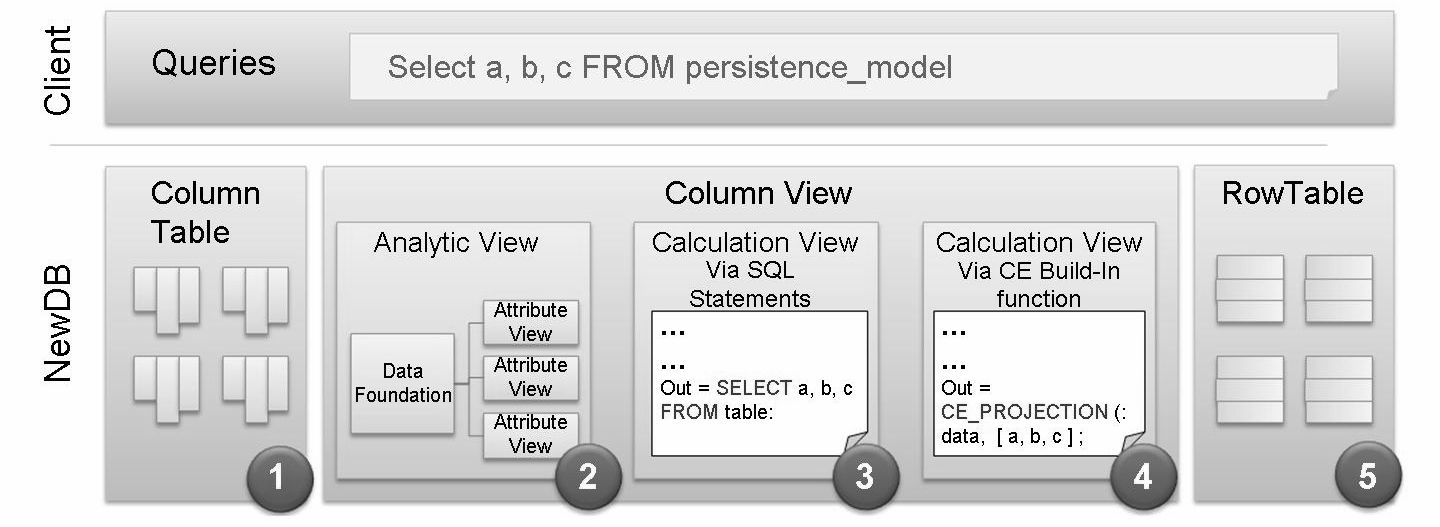 Client
Queries
Select a, b, c FROM persistence_model
NewDB
Column
Table
1
Column View
Analytic View
Data
Foundation
Attribute
View
Attribute
View
Attribute
View
2
Calculation View
Via SQL
Statements
...
...
Out = SELECT a, b, c
FROM table:
3
Calculation View
Via CE Build-In
function
...
...
Out =
CE_PROJECTION (:
data, [ a, b, c ] ;
4
RowTable
5